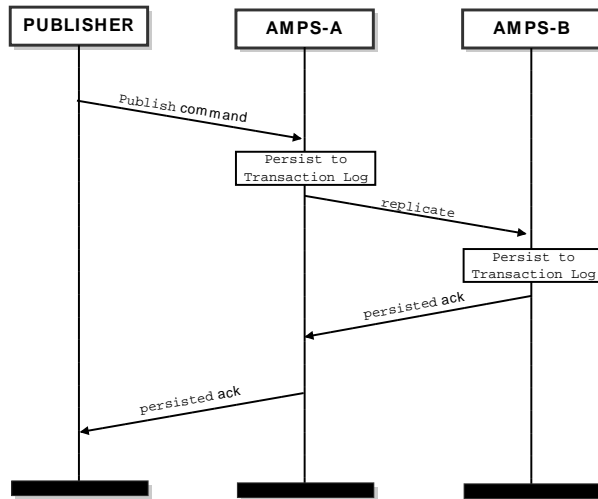 PUBLISHER
AMPS-A
AMPS-B
Publish command
Persist to
Transaction Log
replicate
Persist to
Transaction Log
persisted ack
persisted ack